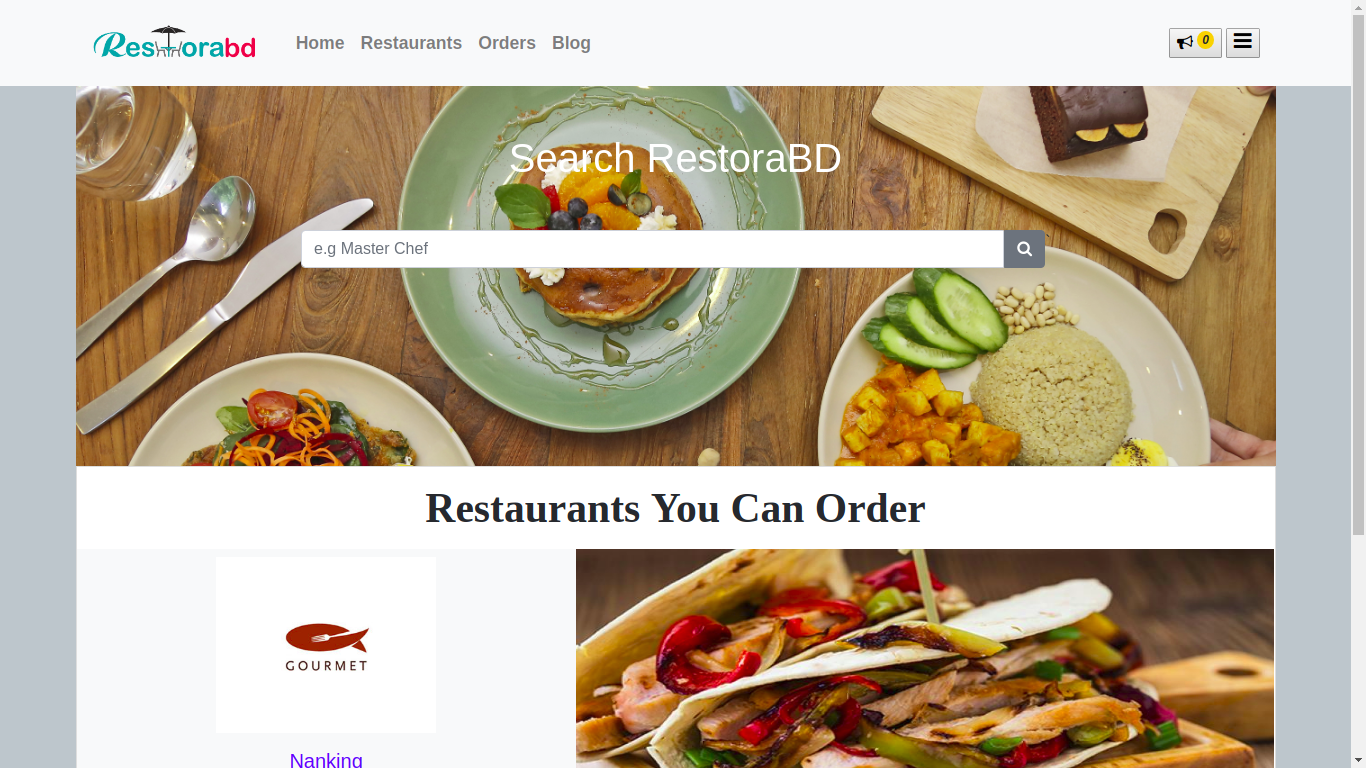 Restorabd
Home Restaurants Orders Blog
0
Search RestoraBD
e.g Master Chef
Restaurants You Can Order
GOURMET
Nanking